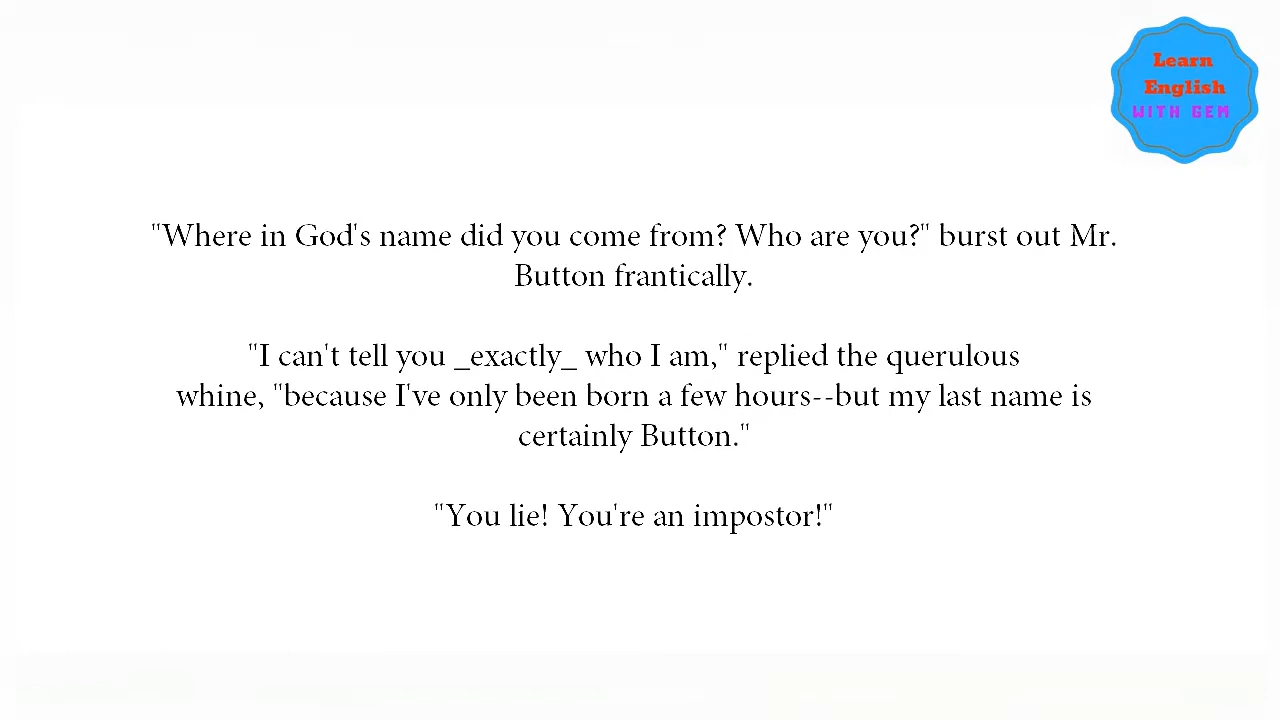 Learn
English
WITH GEM
"Where in God's name did you come from? Who are you?" burst out Mr.
Button frantically.
"I can't tell you _exactly_ who I am," replied the querulous
whine, "because I've only been born a few hours--but my last name is
certainly Button."
"You lie! You're an impostor!"